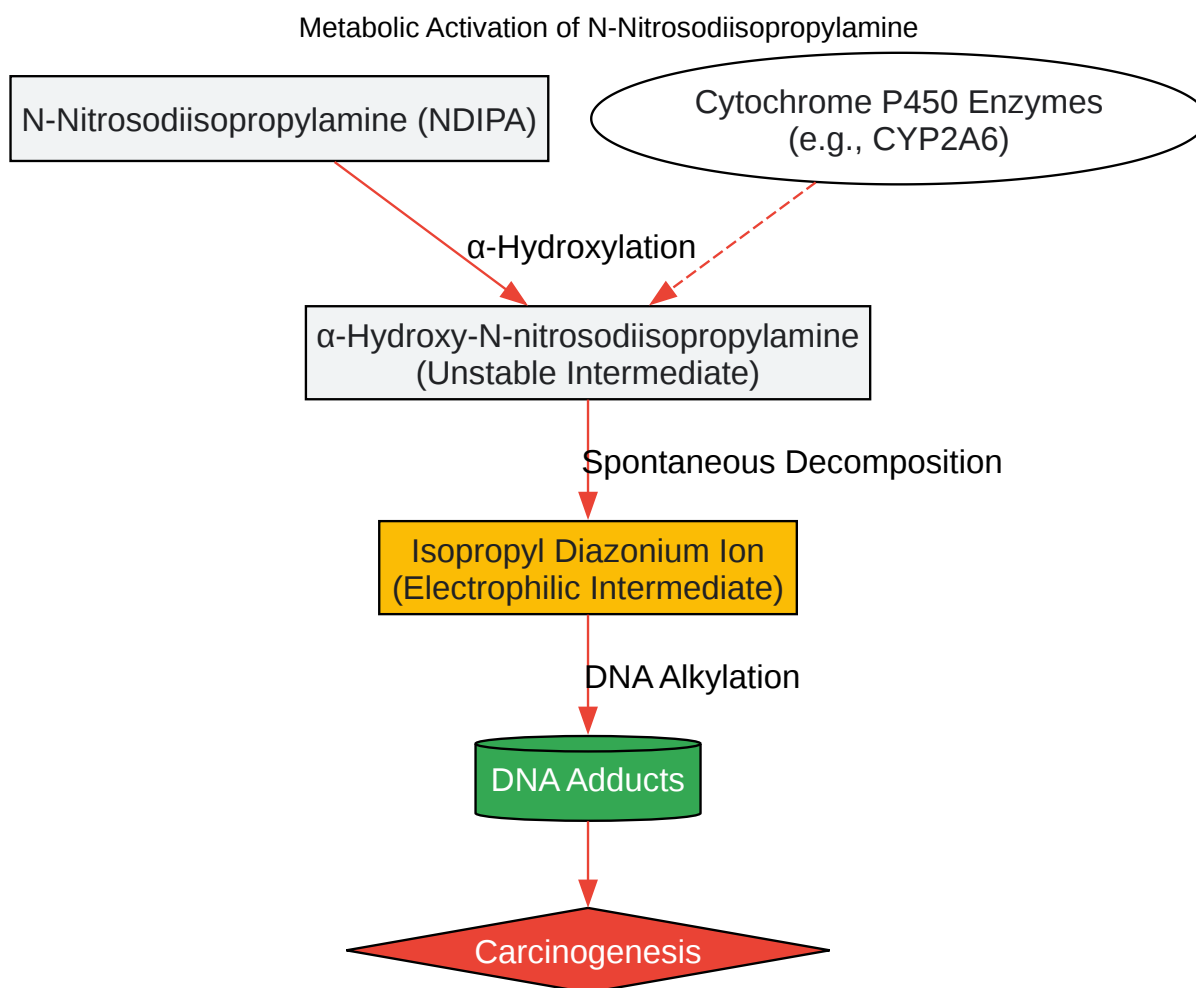 Metabolic Activation of N-Nitrosodiisopropylamine
N-Nitrosodiisopropylamine (NDIPA)
Cytochrome P450 Enzymes
(e.g., CYP2A6)
α-Hydroxylation
α-Hydroxy-N-nitrosodiisopropylamine
(Unstable Intermediate)
Spontaneous Decomposition
Isopropyl Diazonium Ion
(Electrophilic Intermediate)
DNA Alkylation
DNA Adducts
Carcinogenesis